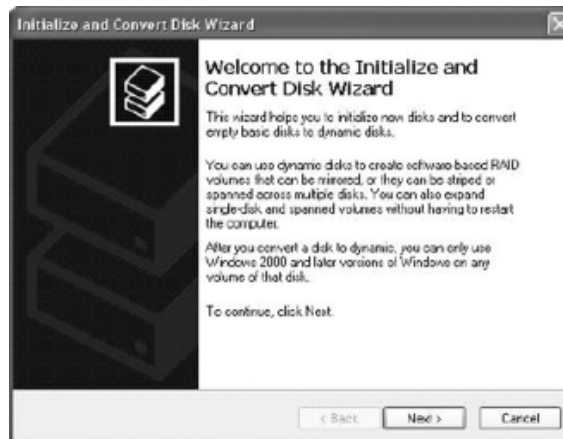 Initialize and Convert Disk Wizard
Welcome to the Initialize and
Convert Disk Wizard
This wizard helps you to initialize new disks and to convert
empty basic disks to dynamic disks.
You can use dynamic disks to create software-based RAID
volumes that can be mirrored, or they can be striped or
spanned across multiple disks. You can also expand
single-disk and spanned volumes without having to restart
the computer.
After you convert a disk to dynamic, you can only use
Windows 2000 and later versions of Windows on any
volume of that disk.
To continue, click Next.
< Back
Next >
Cancel